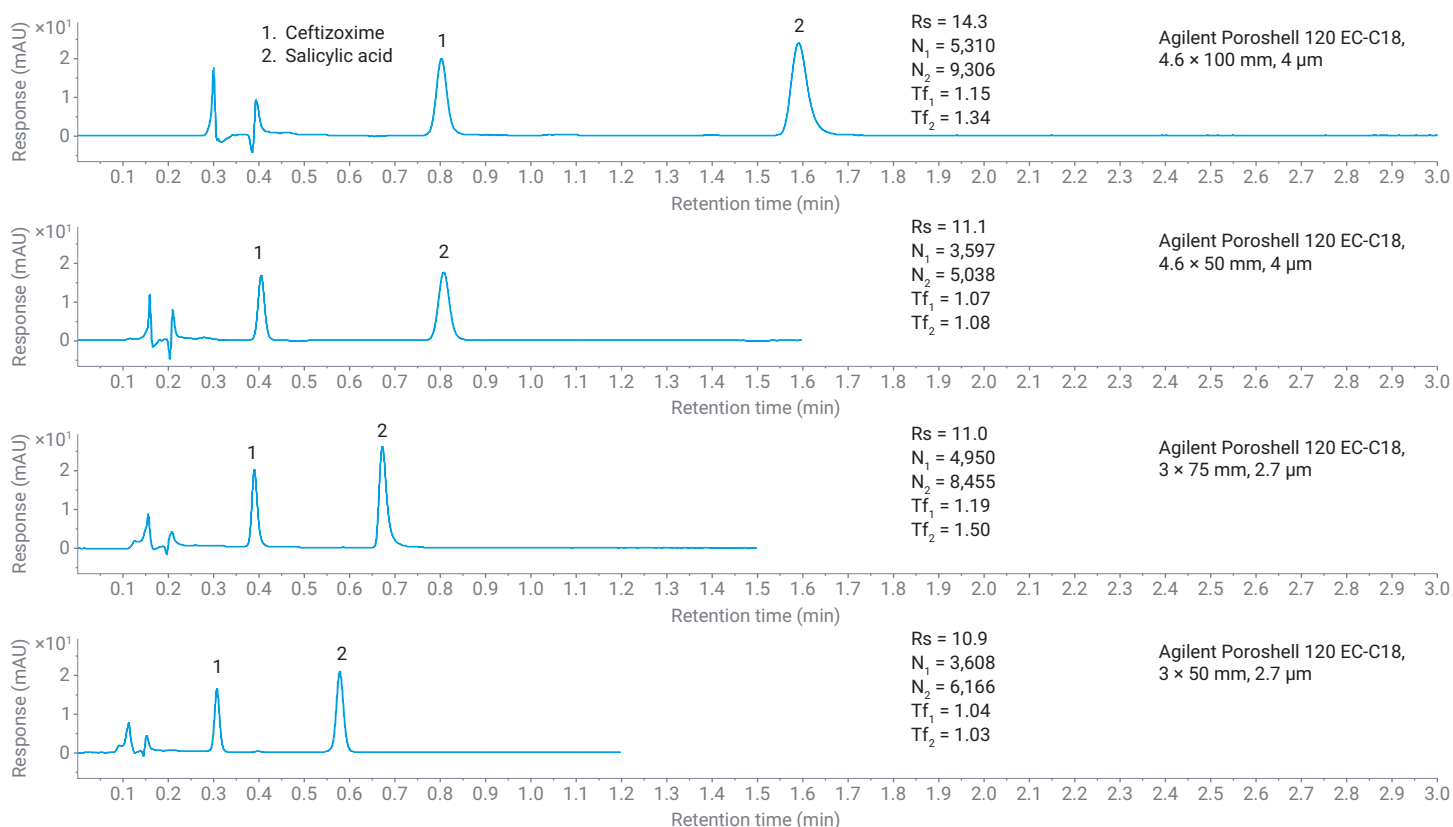 ×10¹
Response (mAU)
2
1
0
1. Ceftizoxime
2. Salicylic acid
1
2
Rs = 14.3
N₁ = 5,310
N₂ = 9,306
Tf₁ = 1.15
Tf₂ = 1.34
Agilent Poroshell 120 EC-C18,
4.6 × 100 mm, 4 µm
0.1 0.2 0.3 0.4 0.5 0.6 0.7 0.8 0.9 1.0 1.1 1.2 1.3 1.4 1.5 1.6 1.7 1.8 1.9 2.0 2.1 2.2 2.3 2.4 2.5 2.6 2.7 2.8 2.9 3.0
Retention time (min)
×10¹
Response (mAU)
2
1
0
1
2
Rs = 11.1
N₁ = 3,597
N₂ = 5,038
Tf₁ = 1.07
Tf₂ = 1.08
Agilent Poroshell 120 EC-C18,
4.6 × 50 mm, 4 µm
0.1 0.2 0.3 0.4 0.5 0.6 0.7 0.8 0.9 1.0 1.1 1.2 1.3 1.4 1.5 1.6 1.7 1.8 1.9 2.0 2.1 2.2 2.3 2.4 2.5 2.6 2.7 2.8 2.9 3.0
Retention time (min)
×10¹
Response (mAU)
2
1
0
1
2
Rs = 11.0
N₁ = 4,950
N₂ = 8,455
Tf₁ = 1.19
Tf₂ = 1.50
Agilent Poroshell 120 EC-C18,
3 × 75 mm, 2.7 µm
0.1 0.2 0.3 0.4 0.5 0.6 0.7 0.8 0.9 1.0 1.1 1.2 1.3 1.4 1.5 1.6 1.7 1.8 1.9 2.0 2.1 2.2 2.3 2.4 2.5 2.6 2.7 2.8 2.9 3.0
Retention time (min)
×10¹
Response (mAU)
2
1
0
1
2
Rs = 10.9
N₁ = 3,608
N₂ = 6,166
Tf₁ = 1.04
Tf₂ = 1.03
Agilent Poroshell 120 EC-C18,
3 × 50 mm, 2.7 µm
0.1 0.2 0.3 0.4 0.5 0.6 0.7 0.8 0.9 1.0 1.1 1.2 1.3 1.4 1.5 1.6 1.7 1.8 1.9 2.0 2.1 2.2 2.3 2.4 2.5 2.6 2.7 2.8 2.9 3.0
Retention time (min)